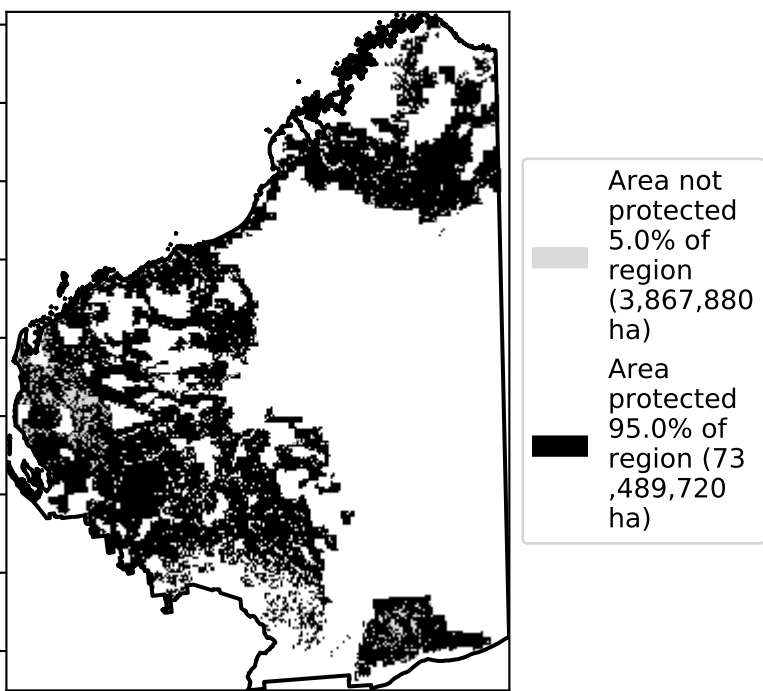 Area not
protected
5.0% of
region
(3,867,880
ha)
Area
protected
95.0% of
region (73
,489,720
ha)